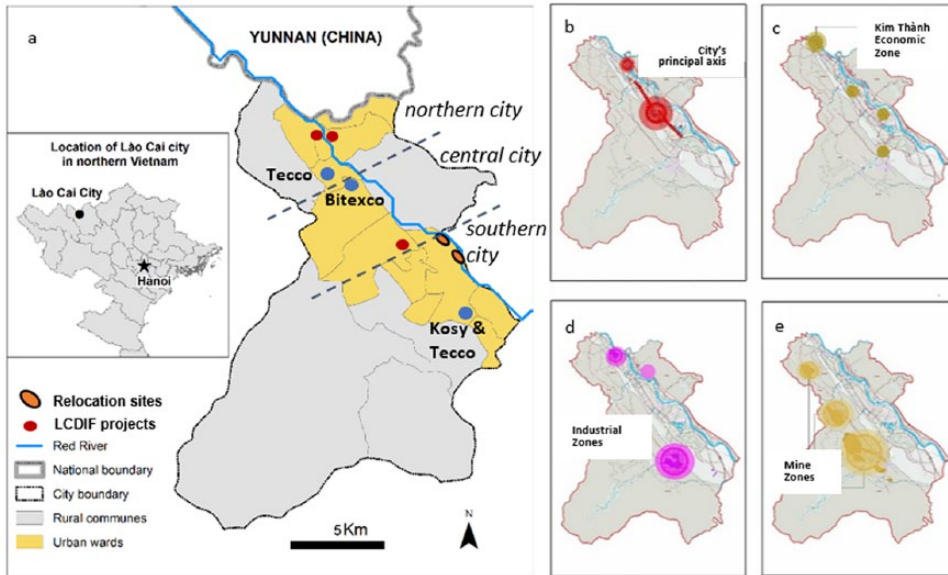 a
YUNNAN (CHINA)
northern city
central city
southern
city
Tecco
Bitexco
Kosy &
Tecco
Location of Lào Cai city
in northern Vietnam
Lào Cai City
Hanoi
Relocation sites
LCDIF projects
Red River
National boundary
City boundary
Rural communes
Urban wards
5Km
N
b
City's
principal axis
c
Kim Thành
Economic
Zone
d
Industrial
Zones
e
Mine
Zones